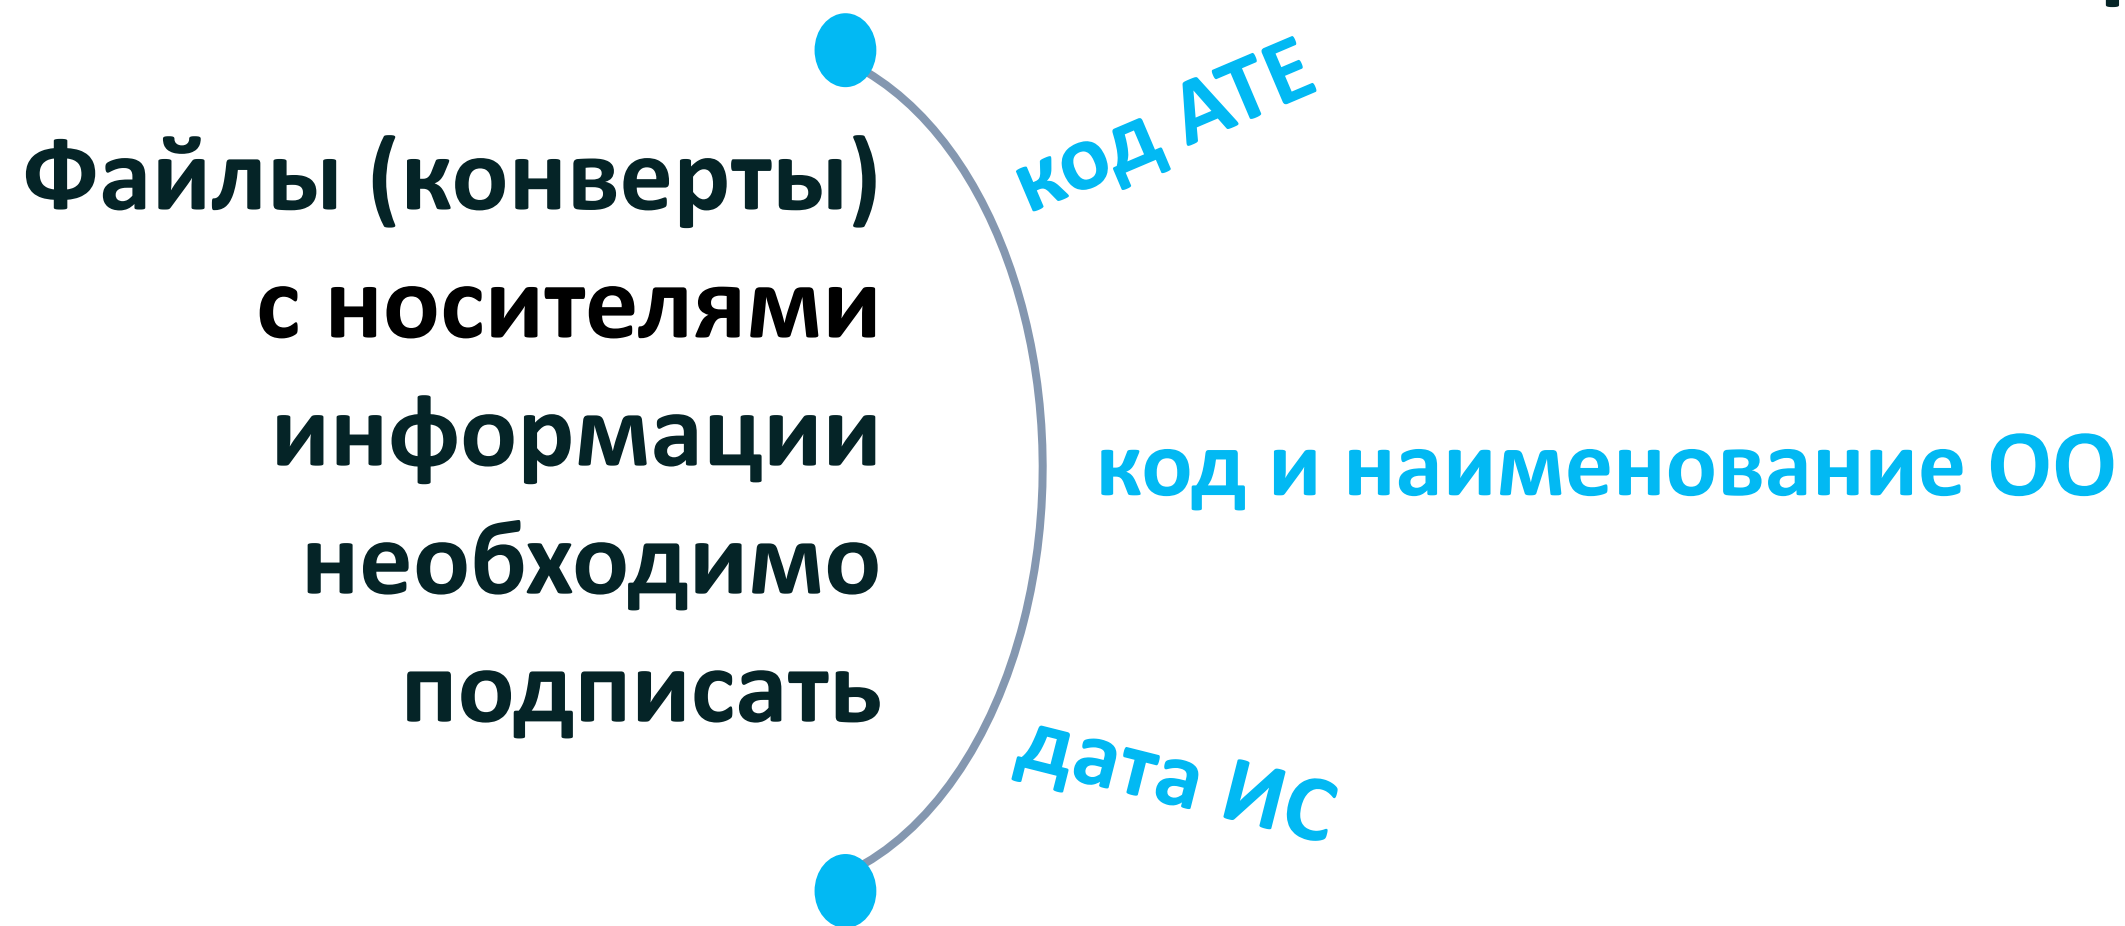 Файлы (конверты)
с носителями
информации
необходимо
подписать
код АТЕ
код и наименование ОО
дата ИС